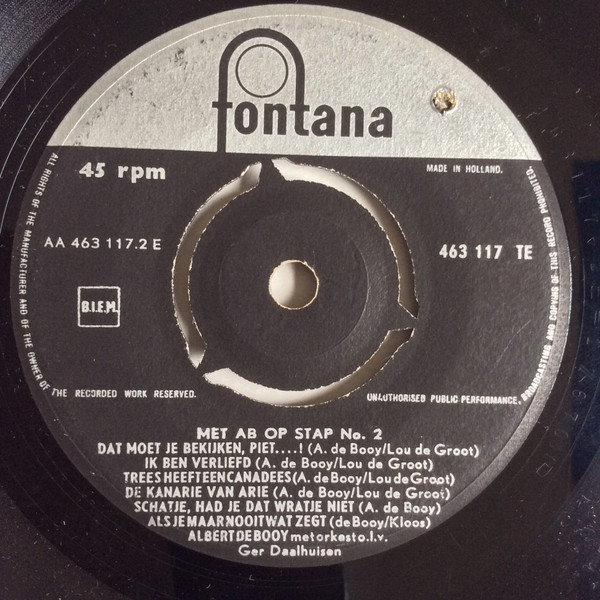 fontana
45 rpm
MADE IN HOLLAND.
AA 463 117.2 E
463 117 TE
B.I.E.M.
ALL RIGHTS OF THE MANUFACTURER AND OF THE OWNER OF THE RECORDED WORK RESERVED.
UNAUTHORISED PUBLIC PERFORMANCE, BROADCASTING AND COPYING OF THIS RECORD PROHIBITED.
MET AB OP STAP No. 2
DAT MOET JE BEKIJKEN, PIET....! (A. de Booy/Lou de Groot)
IK BEN VERLIEFD (A. de Booy/Lou de Groot)
TREES HEEFT EEN CANADEES (A. de Booy/Lou de Groot)
DE KANARIE VAN ARIE (A. de Booy/Lou de Groot)
SCHATJE, HAD JE DAT WRATJE NIET (A. de Booy)
ALS JE MAAR NOOIT WAT ZEGT (de Booy/Kloos)
ALBERT DE BOOY met orkest o.l.v.
Ger Daalhuisen